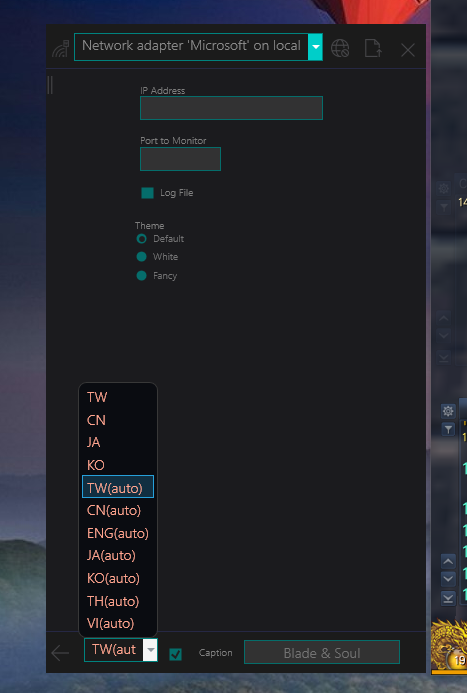 Network adapter 'Microsoft' on local
IP Address
Port to Monitor
Log File
Theme
Default
White
Fancy
TW
CN
JA
KO
TW(auto)
CN(auto)
ENG(auto)
JA(auto)
KO(auto)
TH(auto)
VI(auto)
TW(aut
Caption
Blade & Soul
19